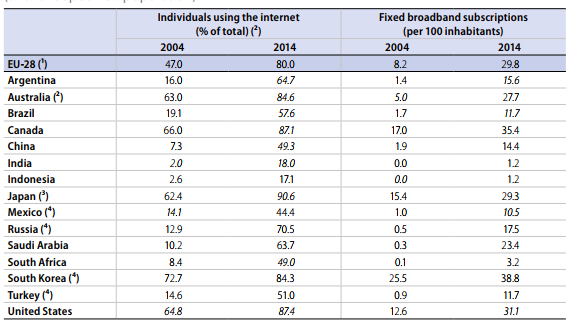 Individuals using the internet Fixed broadband subscriptions
(% of total) (²) (per 100 inhabitants)
2004 2014 2004 2014
EU-28 (¹) 47.0 80.0 8.2 29.8
Argentina 16.0 64.7 1.4 15.6
Australia (²) 63.0 84.6 5.0 27.7
Brazil 19.1 57.6 1.7 11.7
Canada 66.0 87.1 17.0 35.4
China 7.3 49.3 1.9 14.4
India 2.0 18.0 0.0 1.2
Indonesia 2.6 17.1 0.0 1.2
Japan (³) 62.4 90.6 15.4 29.3
Mexico (⁴) 14.1 44.4 1.0 10.5
Russia (⁴) 12.9 70.5 0.5 17.5
Saudi Arabia 10.2 63.7 0.3 23.4
South Africa 8.4 49.0 0.1 3.2
South Korea (⁴) 72.7 84.3 25.5 38.8
Turkey (⁴) 14.6 51.0 0.9 11.7
United States 64.8 87.4 12.6 31.1